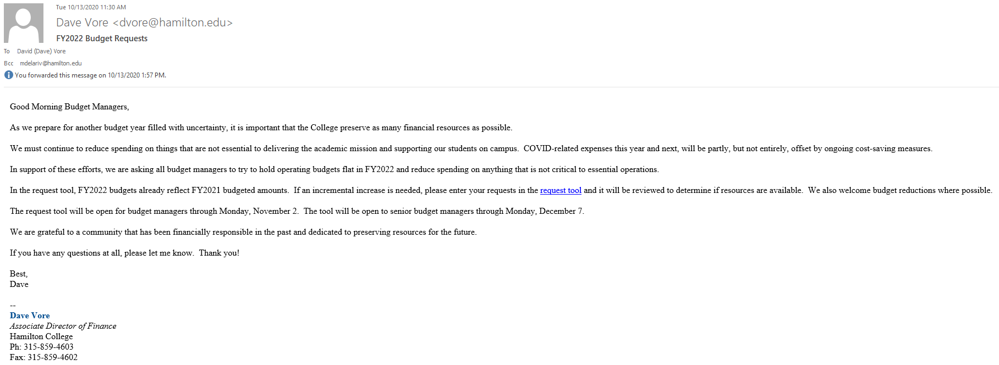 Tue 10/13/2020 11:30 AM
Dave Vore <dvore@hamilton.edu>
FY2022 Budget Requests
To David (Dave) Vore
Bcc mdelariv@hamilton.edu
You forwarded this message on 10/13/2020 1:57 PM.
Good Morning Budget Managers,
As we prepare for another budget year filled with uncertainty, it is important that the College preserve as many financial resources as possible.
We must continue to reduce spending on things that are not essential to delivering the academic mission and supporting our students on campus.  COVID-related expenses this year and next, will be partly, but not entirely, offset by ongoing cost-saving measures.
In support of these efforts, we are asking all budget managers to try to hold operating budgets flat in FY2022 and reduce spending on anything that is not critical to essential operations.
In the request tool, FY2022 budgets already reflect FY2021 budgeted amounts.  If an incremental increase is needed, please enter your requests in the request tool and it will be reviewed to determine if resources are available.  We also welcome budget reductions where possible.
The request tool will be open for budget managers through Monday, November 2.  The tool will be open to senior budget managers through Monday, December 7.
We are grateful to a community that has been financially responsible in the past and dedicated to preserving resources for the future.
If you have any questions at all, please let me know.  Thank you!
Best,
Dave
--
Dave Vore
Associate Director of Finance
Hamilton College
Ph: 315-859-4603
Fax: 315-859-4602